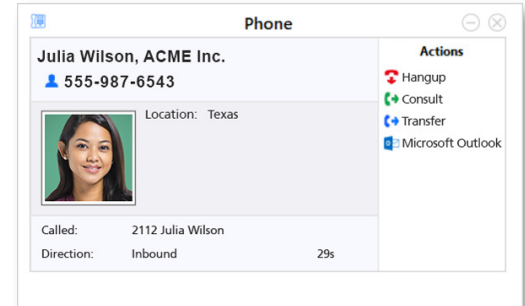 Phone
Julia Wilson, ACME Inc.
555-987-6543
Location: Texas
Called: 2112 Julia Wilson
Direction: Inbound 29s
Actions
Hangup
Consult
Transfer
Microsoft Outlook